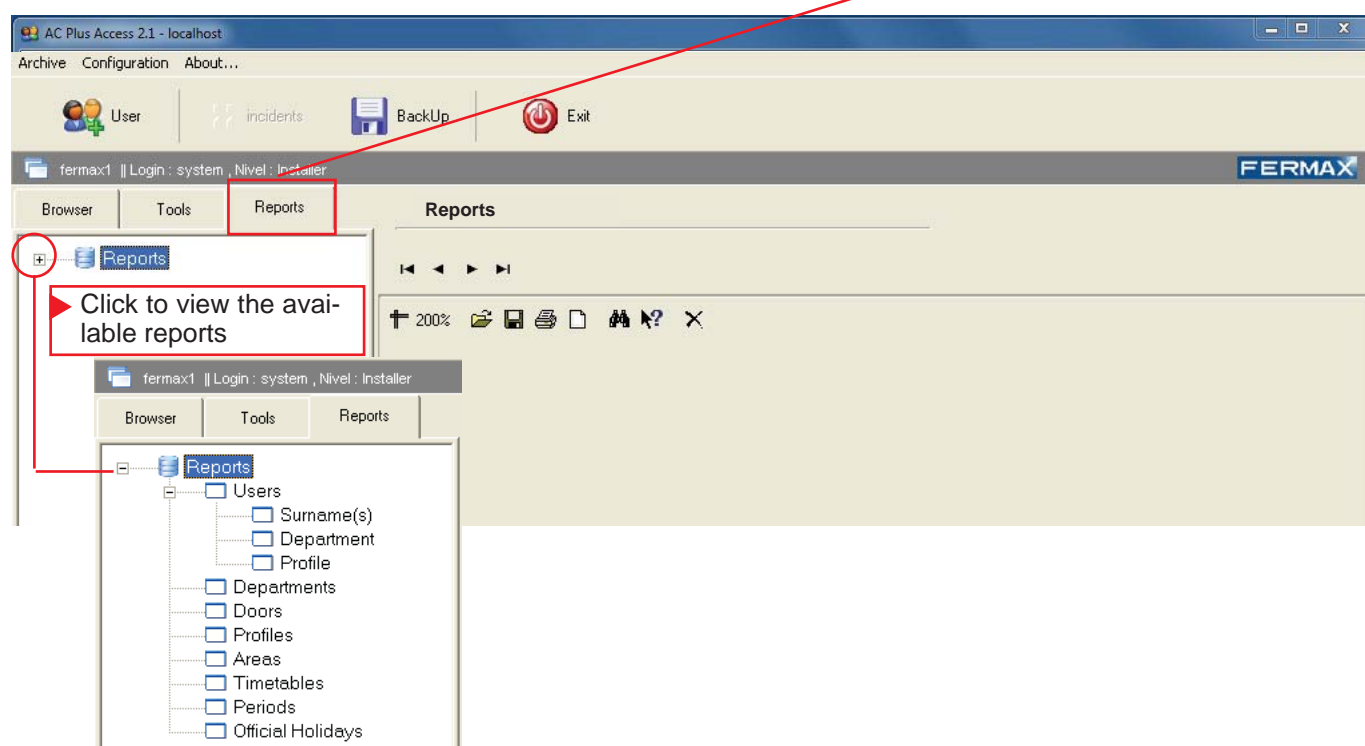 AC Plus Access 2.1 - localhost
Archive Configuration About...
User incidents BackUp Exit
fermax1 || Login : system , Nivel : Installer
FERMAX
Browser Tools Reports
Reports
Reports
Click to view the avai-
lable reports
200%
fermax1 || Login : system , Nivel : Installer
Browser Tools Reports
Reports
Users
Surname(s)
Department
Profile
Departments
Doors
Profiles
Areas
Timetables
Periods
Official Holidays